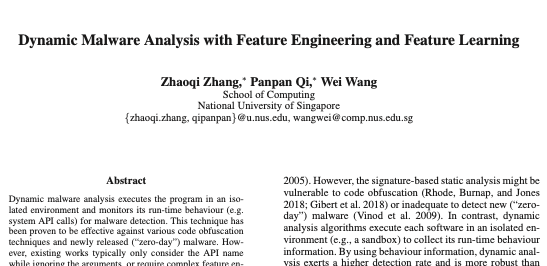 Dynamic Malware Analysis with Feature Engineering and Feature Learning
Zhaoqi Zhang,* Panpan Qi,* Wei Wang
School of Computing
National University of Singapore
{zhaoqi.zhang, qipanpan}@u.nus.edu, wangwei@comp.nus.edu.sg
Abstract
Dynamic malware analysis executes the program in an iso-
lated environment and monitors its run-time behaviour (e.g.
system API calls) for malware detection. This technique has
been proven to be effective against various code obfuscation
techniques and newly released (“zero-day”) malware. How-
ever, existing works typically only consider the API name
while ignoring the arguments, or require complex feature en-
2005). However, the signature-based static analysis might be
vulnerable to code obfuscation (Rhode, Burnap, and Jones
2018; Gibert et al. 2018) or inadequate to detect new (“zero-
day”) malware (Vinod et al. 2009). In contrast, dynamic
analysis algorithms execute each software in an isolated en-
vironment (e.g., a sandbox) to collect its run-time behaviour
information. By using behaviour information, dynamic anal-
ysis exerts a higher detection rate and is more robust than